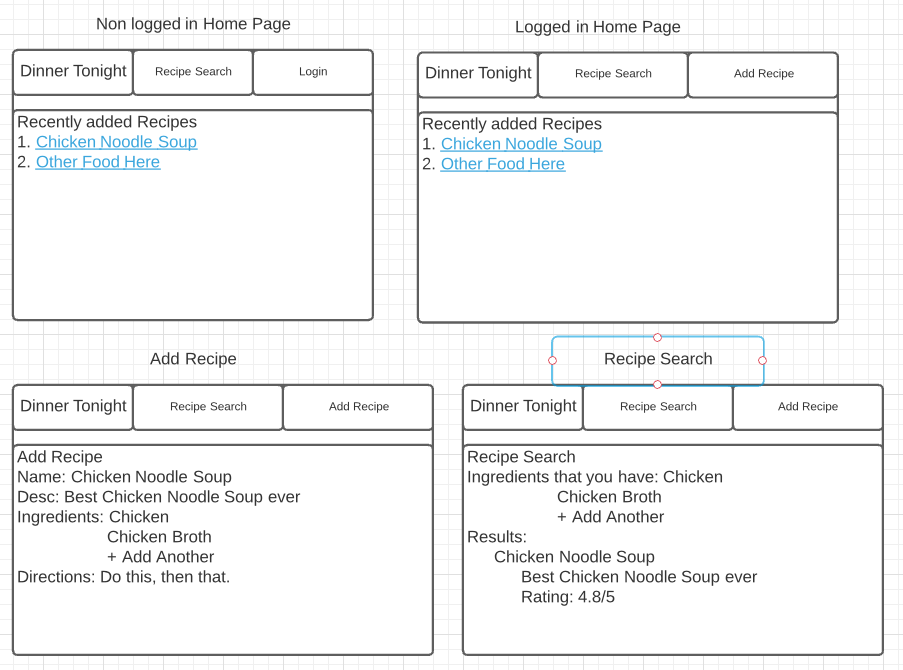 Non logged in Home Page
Dinner Tonight
Recipe Search
Login
Recently added Recipes
1. Chicken Noodle Soup
2. Other Food Here
Logged in Home Page
Dinner Tonight
Recipe Search
Add Recipe
Recently added Recipes
1. Chicken Noodle Soup
2. Other Food Here
Add Recipe
Dinner Tonight
Recipe Search
Add Recipe
Add Recipe
Name: Chicken Noodle Soup
Desc: Best Chicken Noodle Soup ever
Ingredients: Chicken
Chicken Broth
+ Add Another
Directions: Do this, then that.
Recipe Search
Dinner Tonight
Recipe Search
Add Recipe
Recipe Search
Ingredients that you have: Chicken
Chicken Broth
+ Add Another
Results:
Chicken Noodle Soup
Best Chicken Noodle Soup ever
Rating: 4.8/5